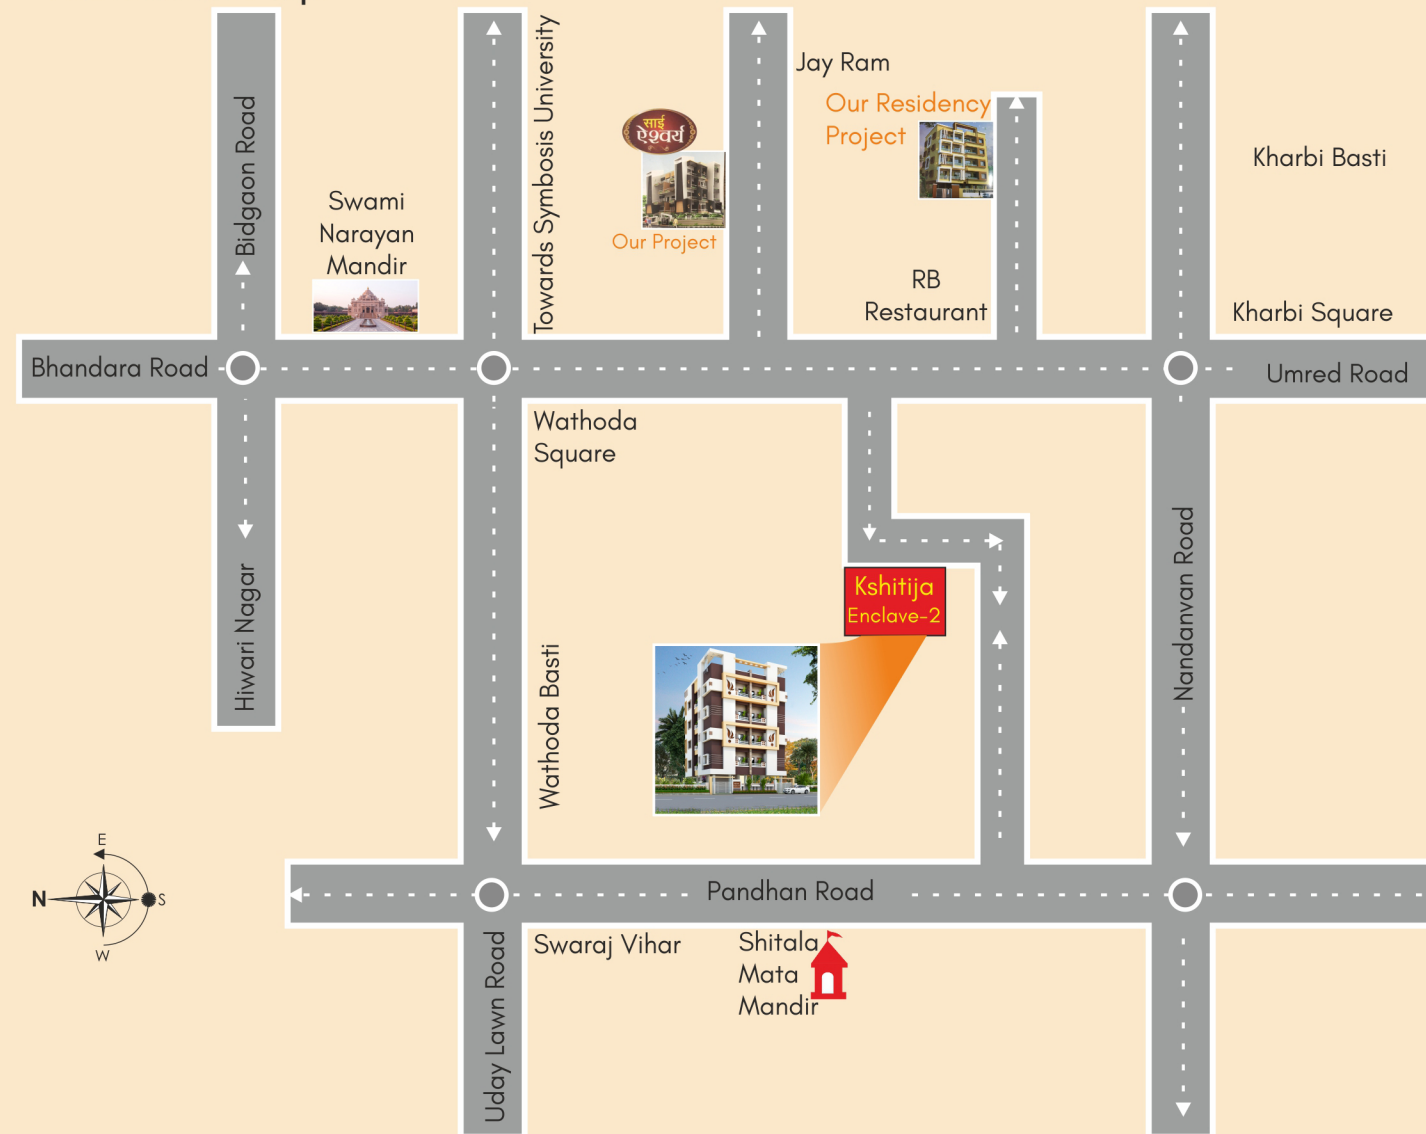 Bidgaon Road
Towards Symbosis University
Jay Ram
Our Residency
Project
साई
ऐश्वर्य
Our Project
Kharbi Basti
Swami
Narayan
Mandir
RB
Restaurant
Kharbi Square
Bhandara Road
Umred Road
Wathoda
Square
Hiwari Nagar
Wathoda Basti
Kshitija
Enclave-2
Nandanvan Road
E
N
S
W
Pandhan Road
Swaraj Vihar
Shitala
Mata
Mandir
Uday Lawn Road